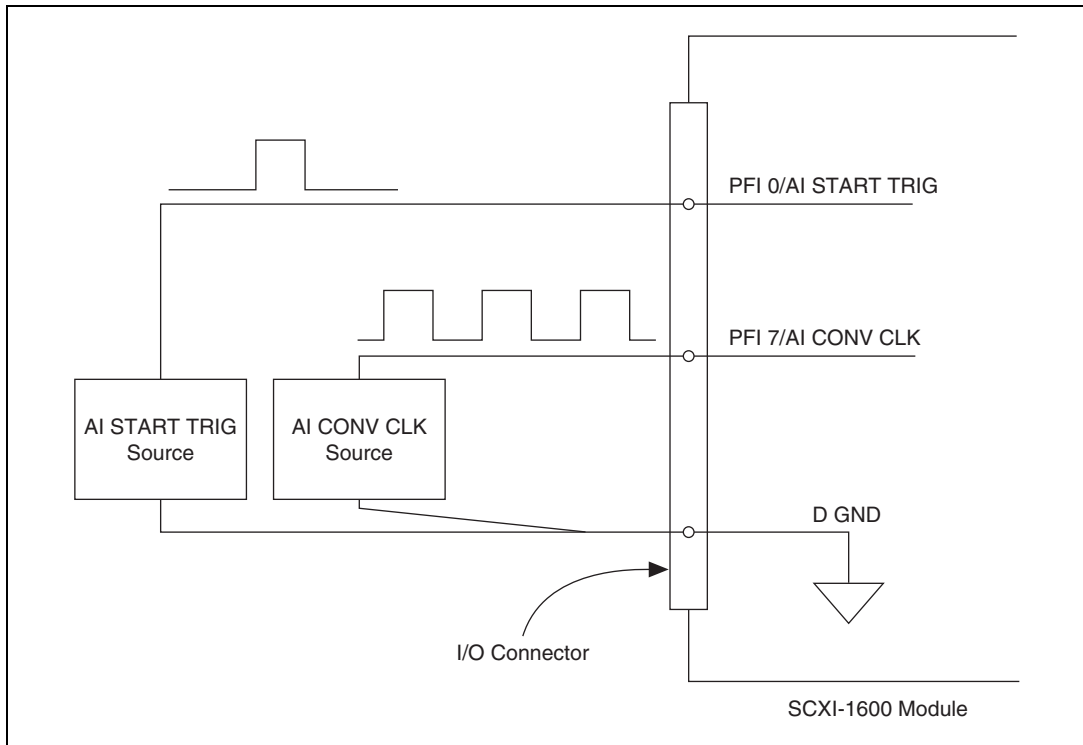 PFI 0/AI START TRIG
PFI 7/AI CONV CLK
AI START TRIG
Source
AI CONV CLK
Source
D GND
I/O Connector
SCXI-1600 Module